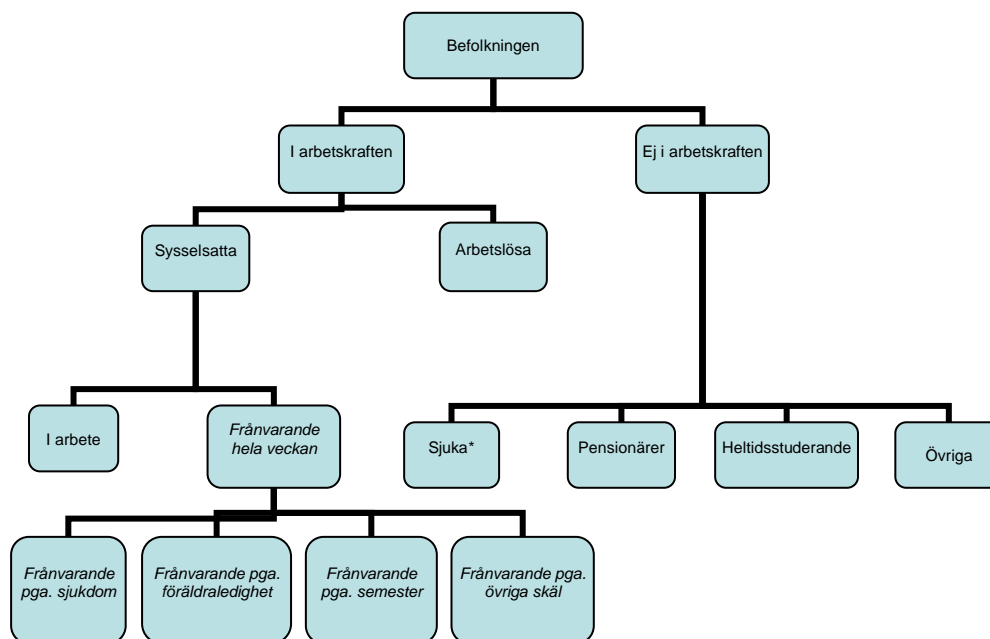 Befolkningen
I arbetskraften
Ej i arbetskraften
Sysselsatta
Arbetslösa
I arbete
Frånvarande
hela veckan
Sjuka*
Pensionärer
Heltidsstuderande
Övriga
Frånvarande
pga. sjukdom
Frånvarande pga.
föräldraledighet
Frånvarande
pga. semester
Frånvarande pga.
övriga skäl